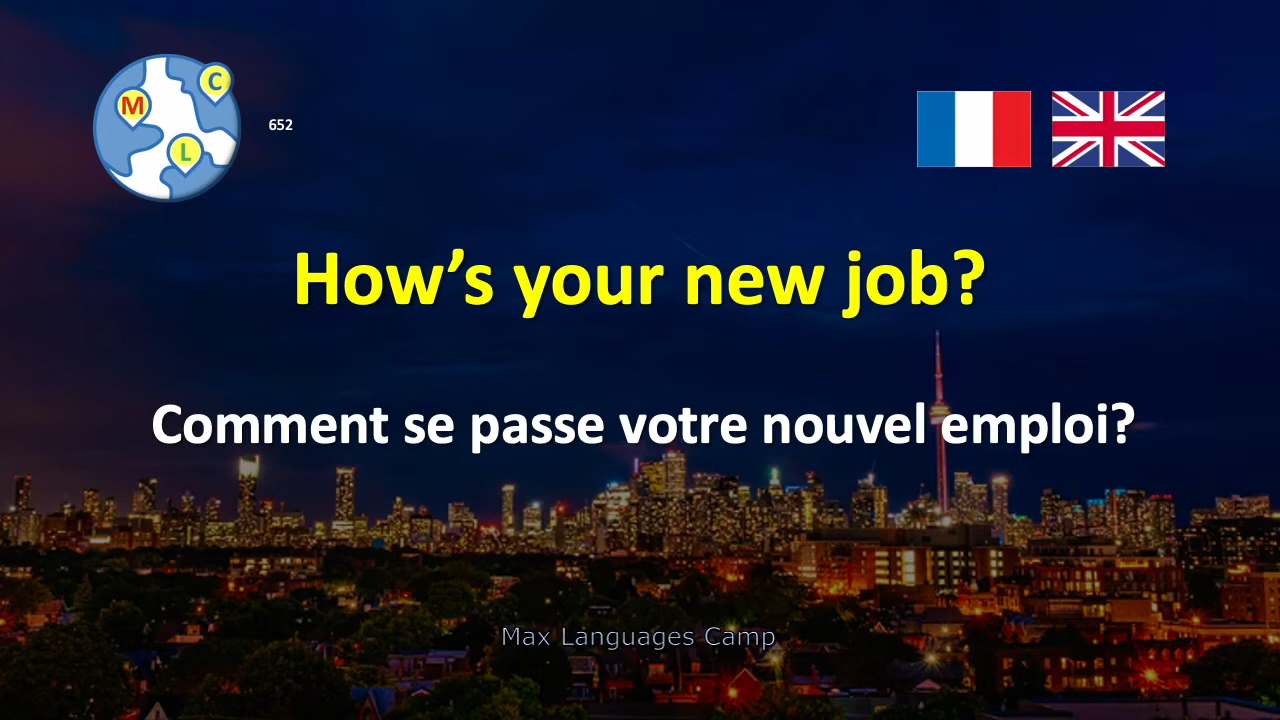 C
M
L
652
How’s your new job?
Comment se passe votre nouvel emploi?
Max Languages Camp